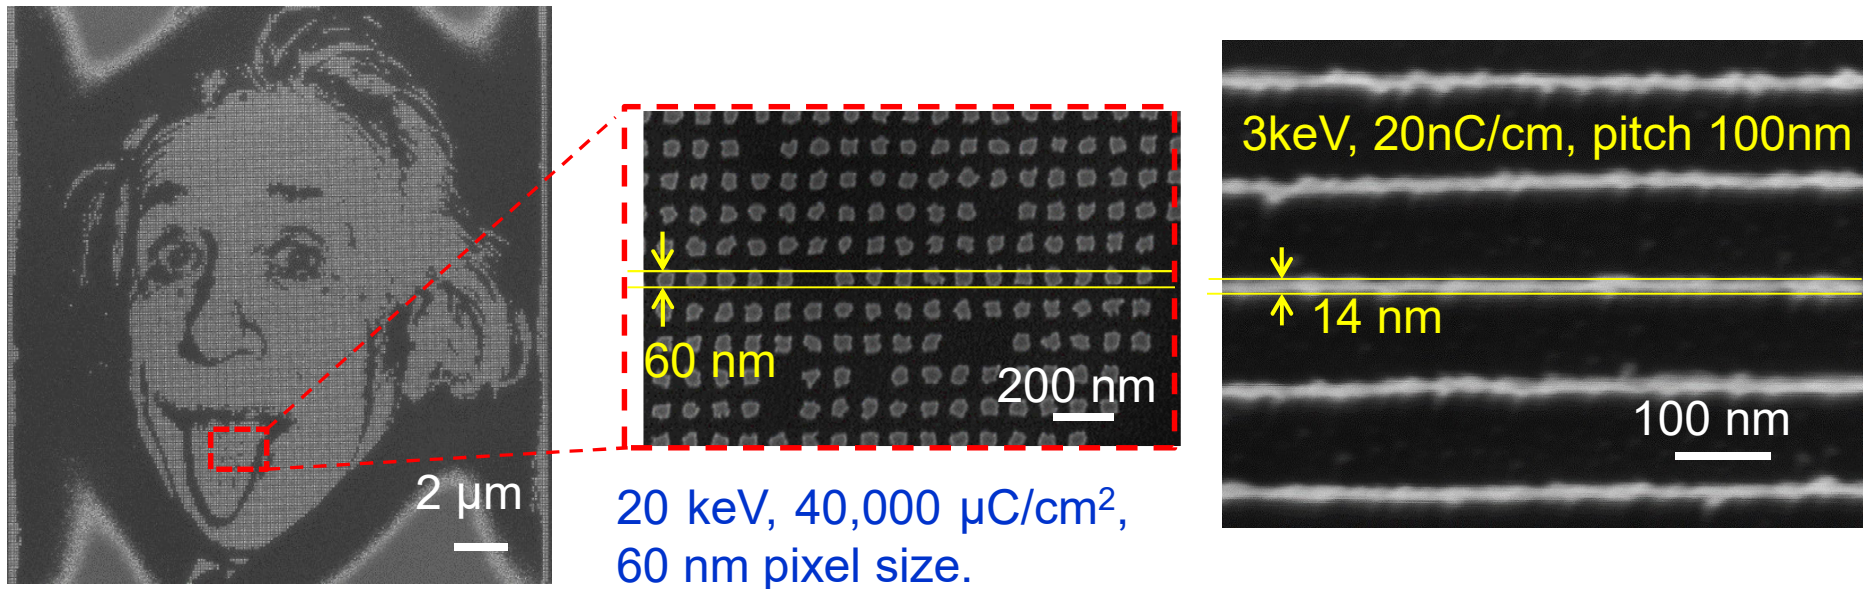 2 μm
60 nm
200 nm
20 keV, 40,000 μC/cm²,
60 nm pixel size.
3keV, 20nC/cm, pitch 100nm
14 nm
100 nm